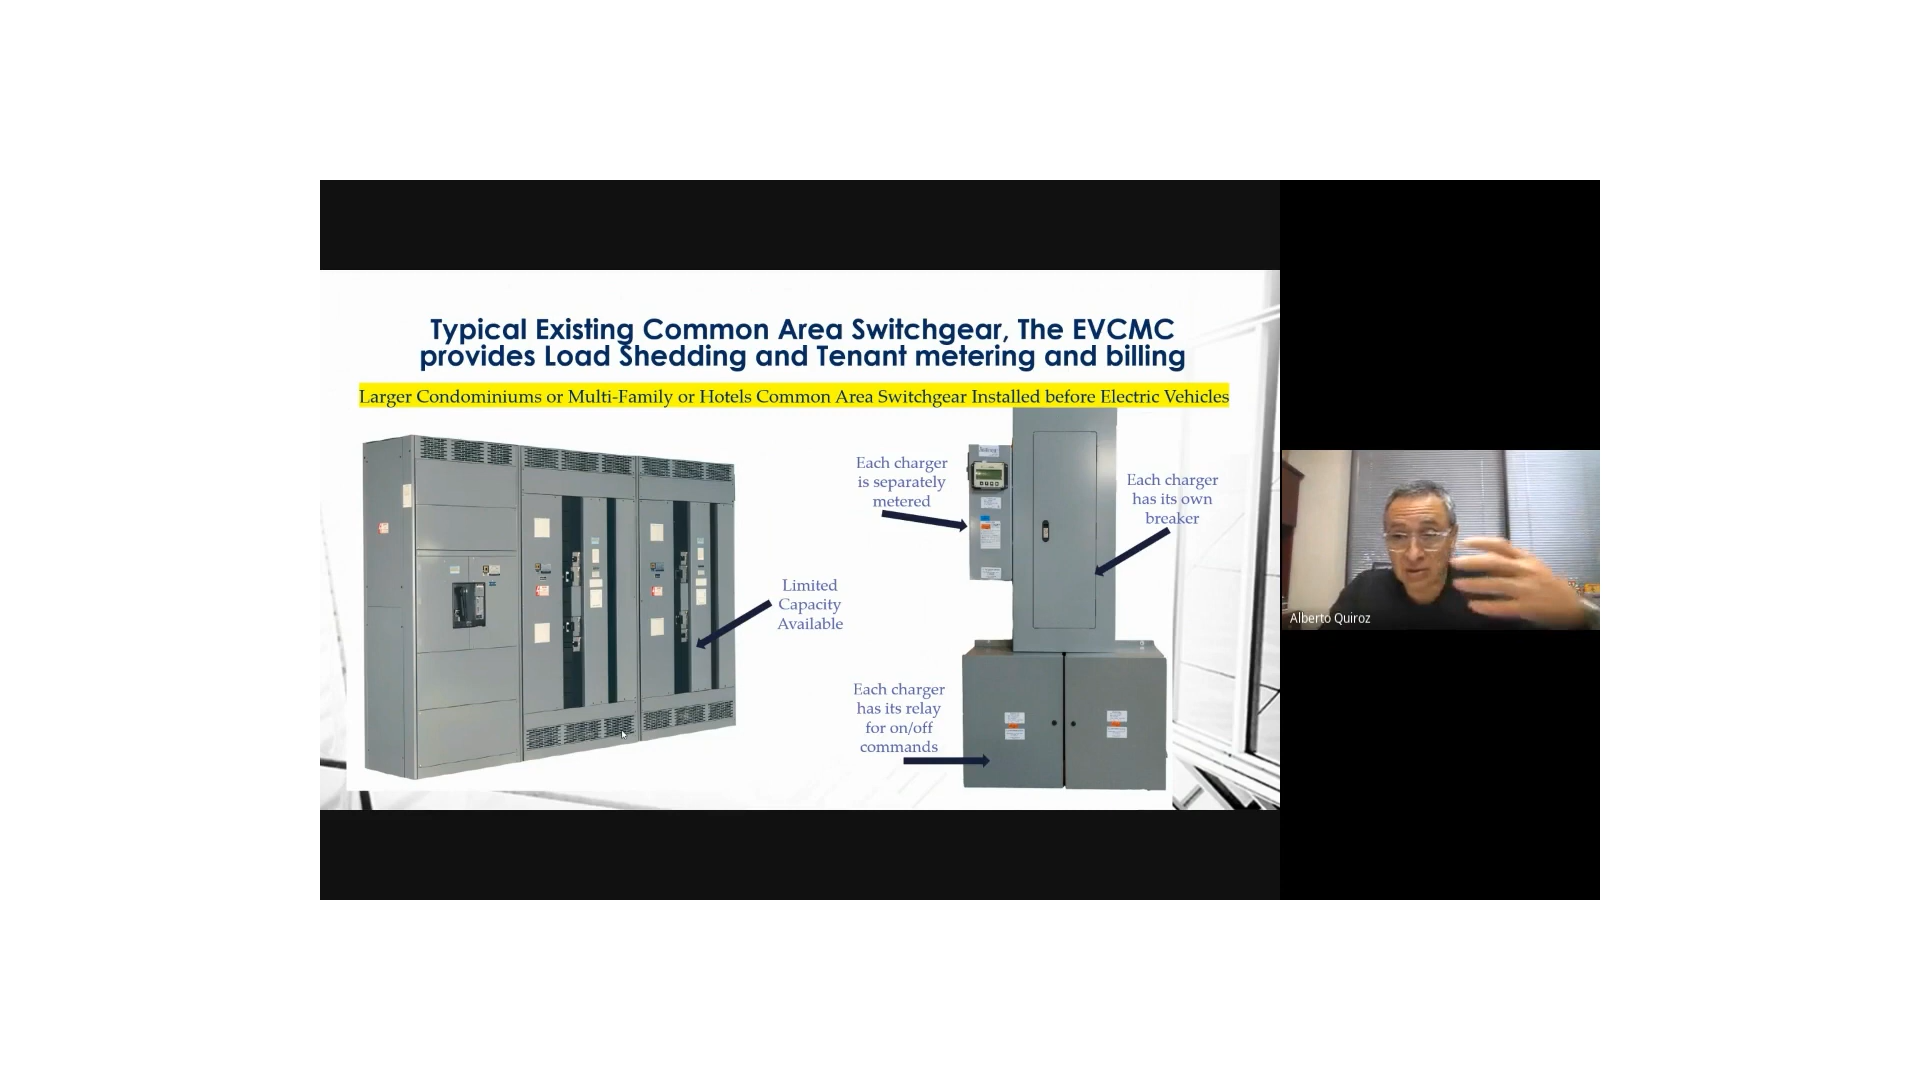 Typical Existing Common Area Switchgear, The EVCMC
provides Load Shedding and Tenant metering and billing
Larger Condominiums or Multi-Family or Hotels Common Area Switchgear Installed before Electric Vehicles
Each charger
is separately
metered
Each charger
has its own
breaker
Limited
Capacity
Available
Each charger
has its relay
for on/off
commands
Alberto Quiroz